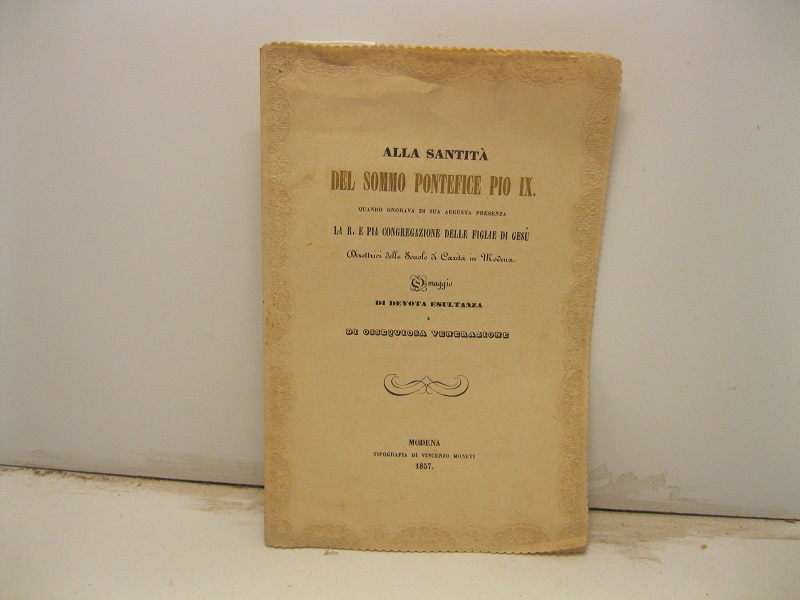 ALLA SANTITÀ
DEL SOMMO PONTEFICE PIO IX.
QUANDO ONORAVA DI SUA AUGUSTA PRESENZA
LA R. E PIA CONGREGAZIONE DELLE FIGLIE DI GESÙ
Direttrici delle Scuole di Carità in Modena.
Omaggio
DI DEVOTA ESULTANZA
E
DI OSSEQUIOSA VENERAZIONE
MODENA
TIPOGRAFIA DI VINCENZO MONETI
1857.